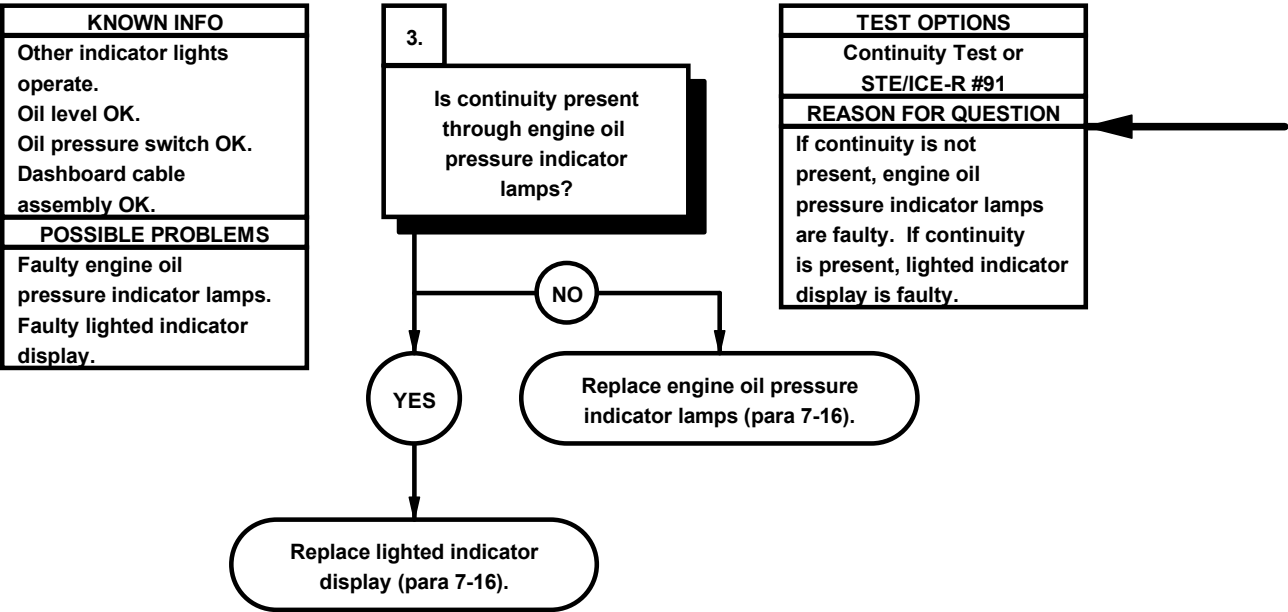 KNOWN INFO
Other indicator lights
operate.
Oil level OK.
Oil pressure switch OK.
Dashboard cable
assembly OK.
POSSIBLE PROBLEMS
Faulty engine oil
pressure indicator lamps.
Faulty lighted indicator
display.
3.
Is continuity present
through engine oil
pressure indicator
lamps?
TEST OPTIONS
Continuity Test or
STE/ICE-R #91
REASON FOR QUESTION
If continuity is not
present, engine oil
pressure indicator lamps
are faulty.  If continuity
is present, lighted indicator
display is faulty.
NO
YES
Replace engine oil pressure
indicator lamps (para 7-16).
Replace lighted indicator
display (para 7-16).